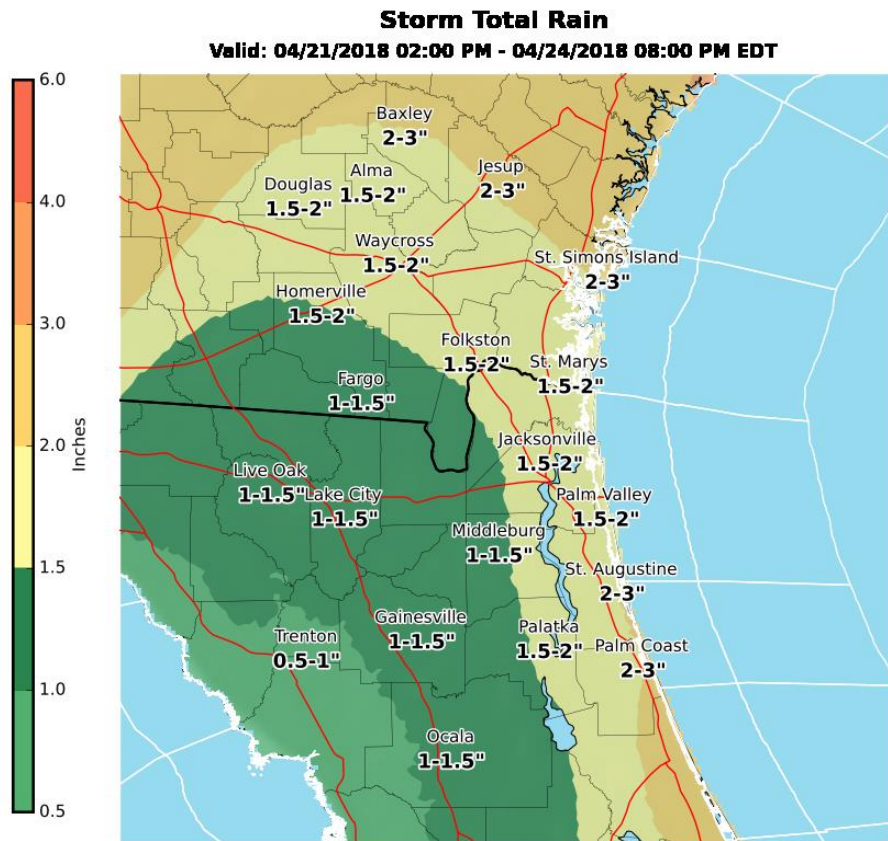 Storm Total Rain
Valid: 04/21/2018 02:00 PM - 04/24/2018 08:00 PM EDT
6.0
4.0
3.0
2.0
1.5
1.0
0.5
Inches
Baxley
2-3"
Jesup
2-3"
Alma
1.5-2"
Douglas
1.5-2"
Waycross
1.5-2"
St. Simons Island
2-3"
Homerville
1.5-2"
Folkston
1.5-2"
St. Marys
1.5-2"
Fargo
1-1.5"
Jacksonville
1.5-2"
Live Oak
1-1.5"
Lake City
1-1.5"
Palm Valley
1.5-2"
Middleburg
1-1.5"
St. Augustine
2-3"
Gainesville
1-1.5"
Palatka
1.5-2"
Trenton
0.5-1"
Palm Coast
2-3"
Ocala
1-1.5"